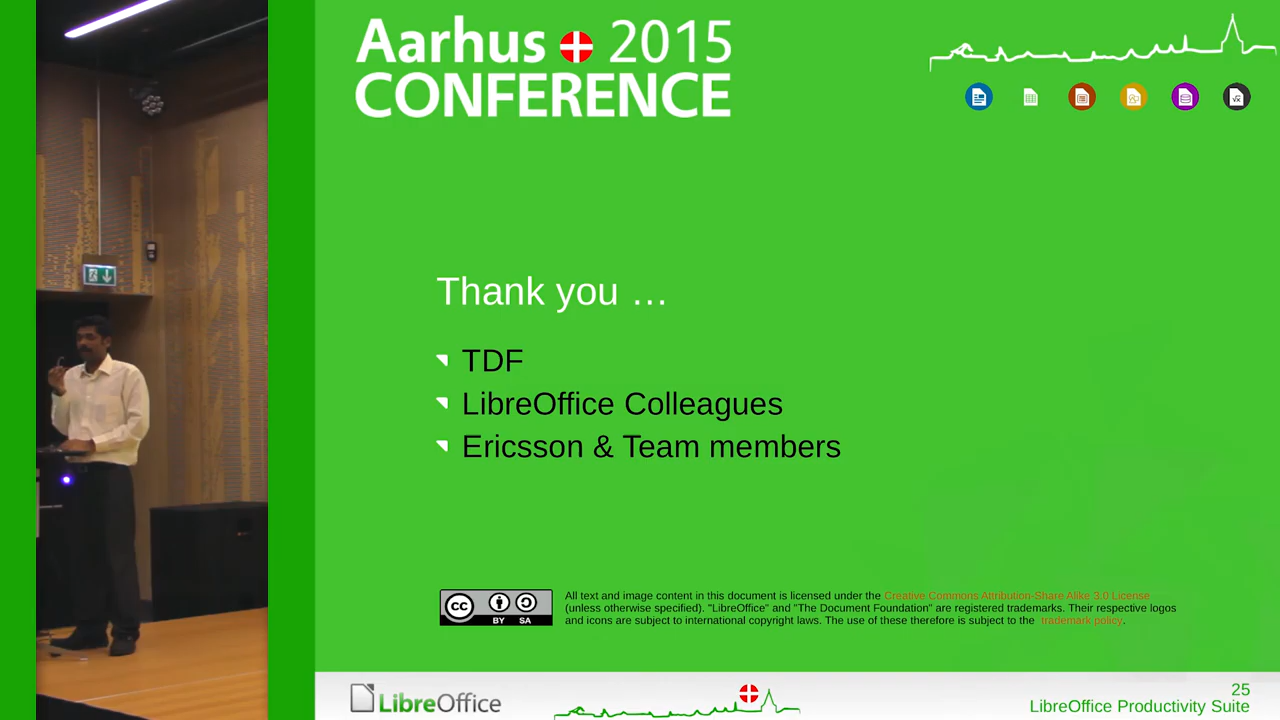 Aarhus 2015
CONFERENCE
Thank you …
TDF
LibreOffice Colleagues
Ericsson & Team members
All text and image content in this document is licensed under the Creative Commons Attribution-Share Alike 3.0 License
(unless otherwise specified). "LibreOffice" and "The Document Foundation" are registered trademarks. Their respective logos
and icons are subject to international copyright laws. The use of these therefore is subject to the trademark policy.
cc BY SA
LibreOffice
25
LibreOffice Productivity Suite